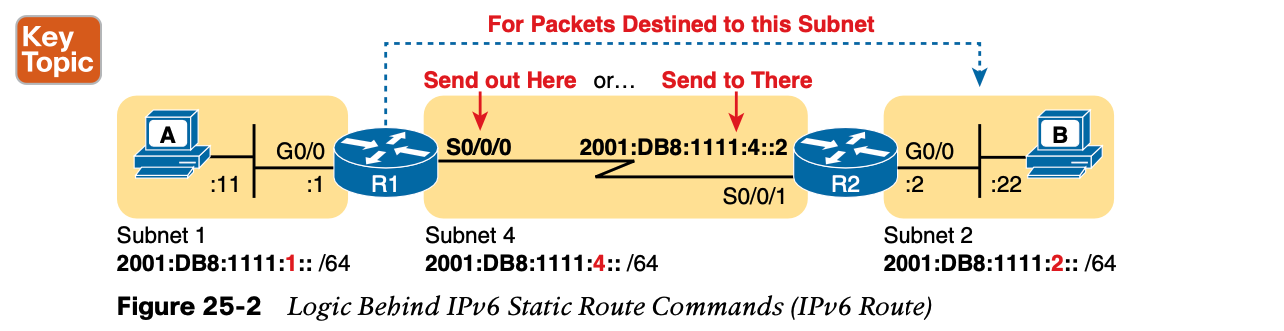 Key
Topic
For Packets Destined to this Subnet
Send out Here or... Send to There
A
G0/0
:11
:1
R1
S0/0/0
2001:DB8:1111:4::2
S0/0/1
R2
G0/0
:2
B
:22
Subnet 1
2001:DB8:1111:1:: /64
Subnet 4
2001:DB8:1111:4:: /64
Subnet 2
2001:DB8:1111:2:: /64
Figure 25-2 Logic Behind IPv6 Static Route Commands (IPv6 Route)